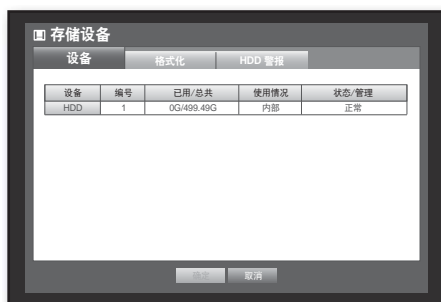 存储设备
设备 格式化 HDD 警报
设备 编号 已用/总共 使用情况 状态/管理
HDD 1 0G/499.49G 内部 正常
确定 取消